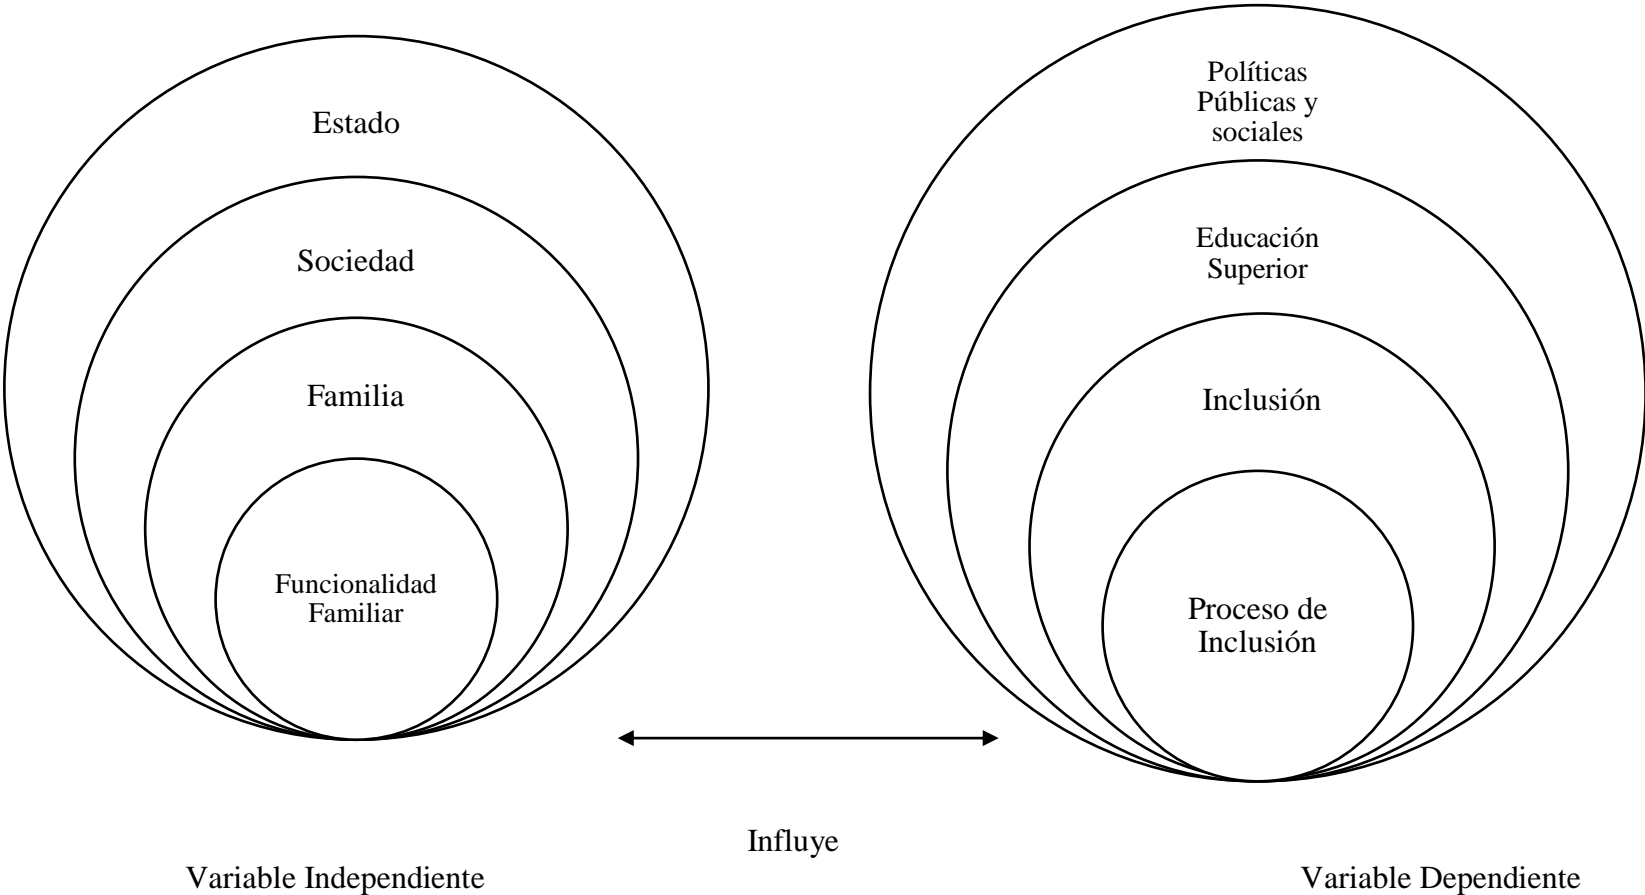 Estado
Sociedad
Familia
Funcionalidad
Familiar
Políticas
Públicas y
sociales
Educación
Superior
Inclusión
Proceso de
Inclusión
Influye
Variable Independiente
Variable Dependiente